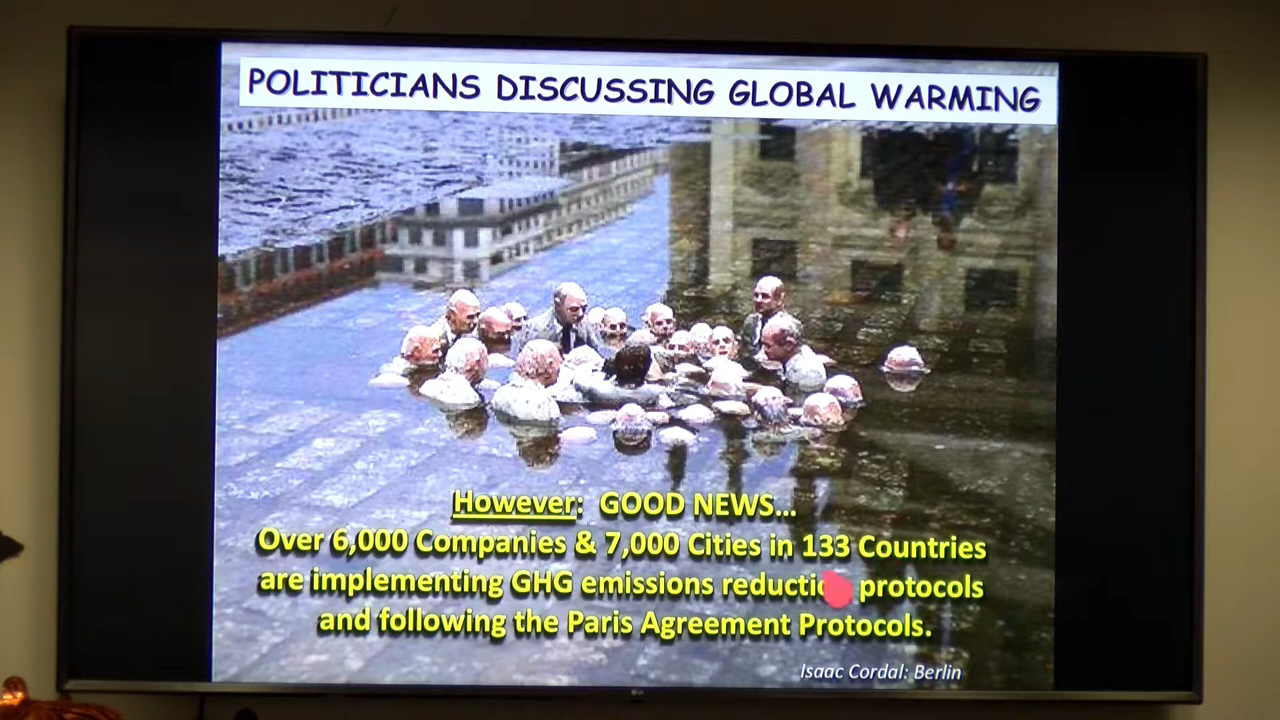 POLITICIANS DISCUSSING GLOBAL WARMING
However: GOOD NEWS...
Over 6,000 Companies & 7,000 Cities in 133 Countries
are implementing GHG emissions reduction protocols
and following the Paris Agreement Protocols.
Isaac Cordal: Berlin
LG